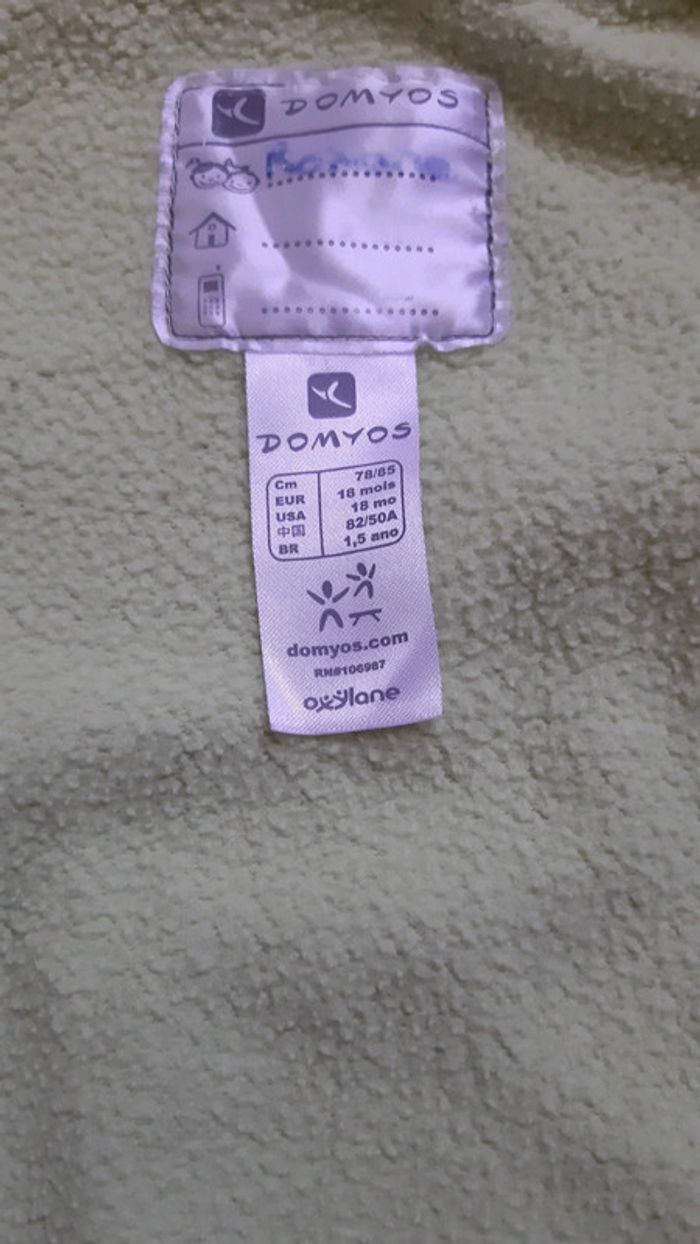 DOMYOS
DOMYOS
Cm 78/85
EUR 18 mois
USA 18 mo
中国 82/50A
BR 1,5 ano
domyos.com
RN#106987
oxylane